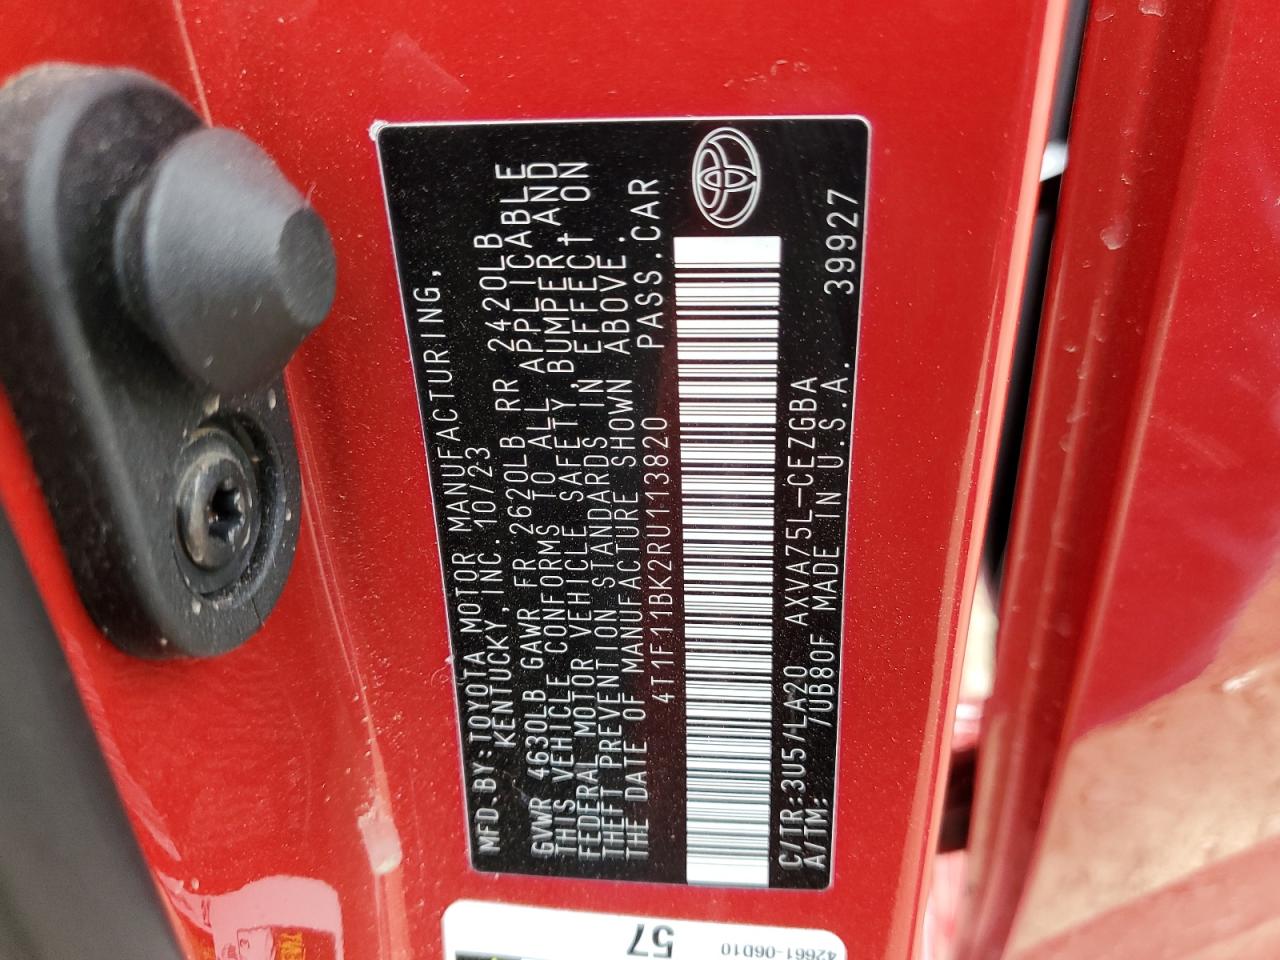 MFD.BY:TOYOTA MOTOR MANUFACTURING,
KENTUCKY, INC. 10/23
GVWR 4630LB GAWR FR 2620LB RR 2420LB
THIS VEHICLE CONFORMS TO ALL APPLICABLE
FEDERAL MOTOR VEHICLE SAFETY,BUMPER,AND
THEFT PREVENTION STANDARDS IN EFFECT ON
THE DATE OF MANUFACTURE SHOWN ABOVE.
4T1F11BK2RU113820 PASS.CAR
C/TR:3U5/LA20 AXVA75L-CEZGBA
A/TM: /UB80F MADE IN U.S.A. 39927
57
42661-06D10